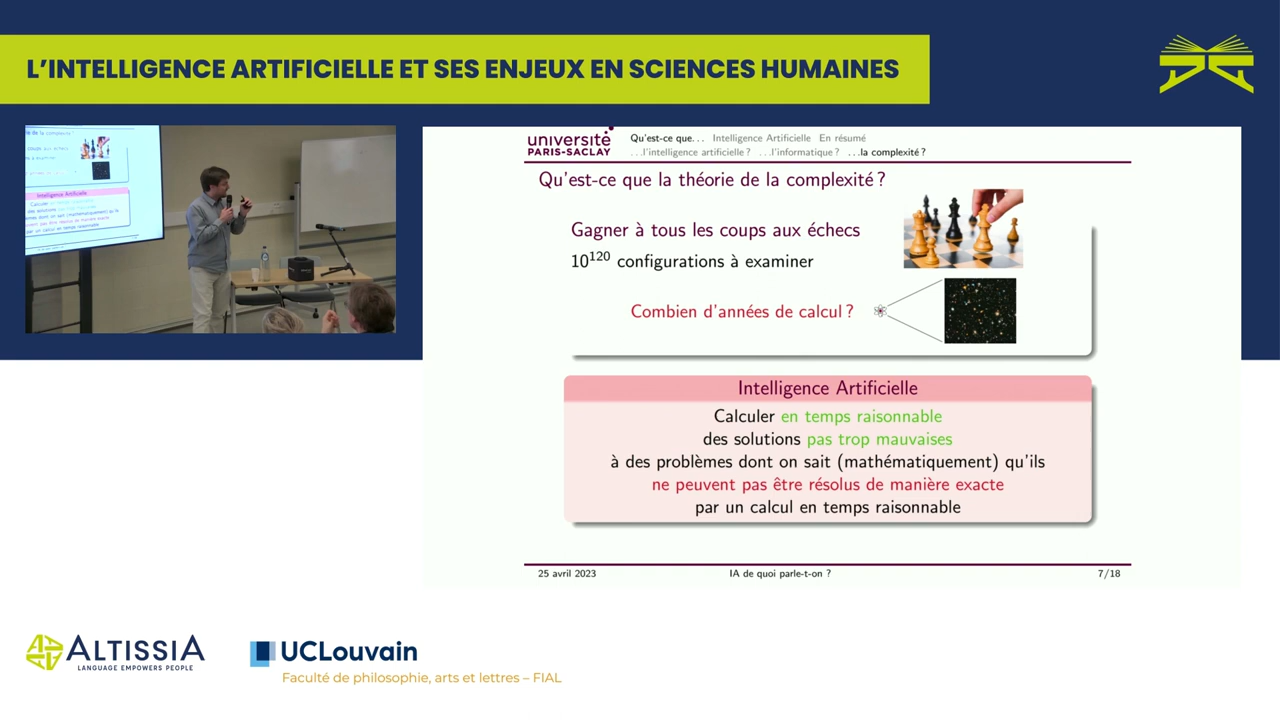 L'INTELLIGENCE ARTIFICIELLE ET SES ENJEUX EN SCIENCES HUMAINES
Intelligence Artificielle
université
PARIS-SACLAY
Qu'est-ce que... Intelligence Artificielle En résumé
...l'intelligence artificielle ? ...l'informatique ? ...la complexité ?
Qu'est-ce que la théorie de la complexité ?
Gagner à tous les coups aux échecs
10¹²⁰ configurations à examiner
Combien d'années de calcul ?
Intelligence Artificielle
Calculer en temps raisonnable
des solutions pas trop mauvaises
à des problèmes dont on sait (mathématiquement) qu'ils
ne peuvent pas être résolus de manière exacte
par un calcul en temps raisonnable
25 avril 2023 IA de quoi parle-t-on ? 7/18
ALTISSIA
LANGUAGE EMPOWERS PEOPLE
UCLouvain
Faculté de philosophie, arts et lettres – FIAL